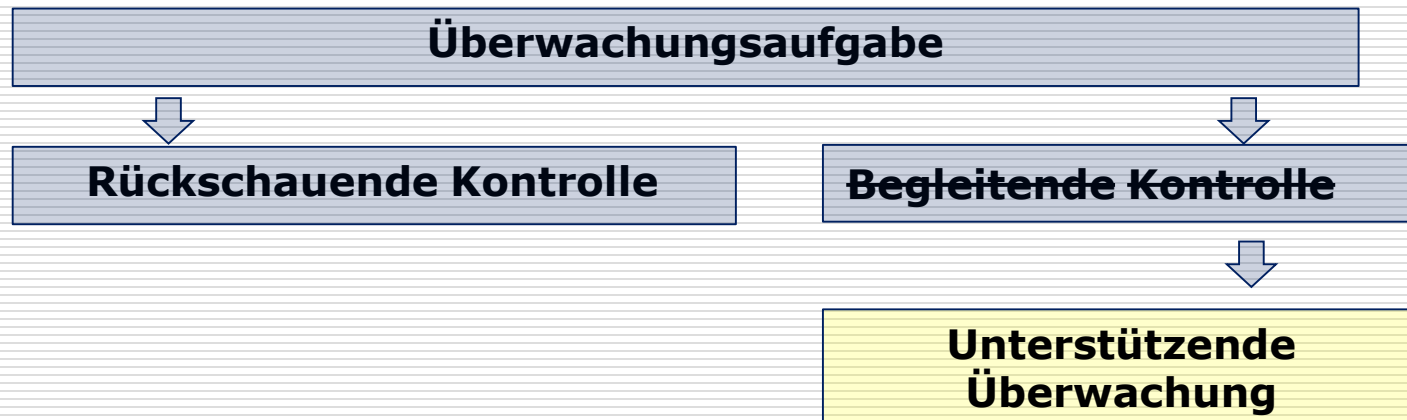 Überwachungsaufgabe
Rückschauende Kontrolle
Begleitende Kontrolle
Unterstützende
Überwachung